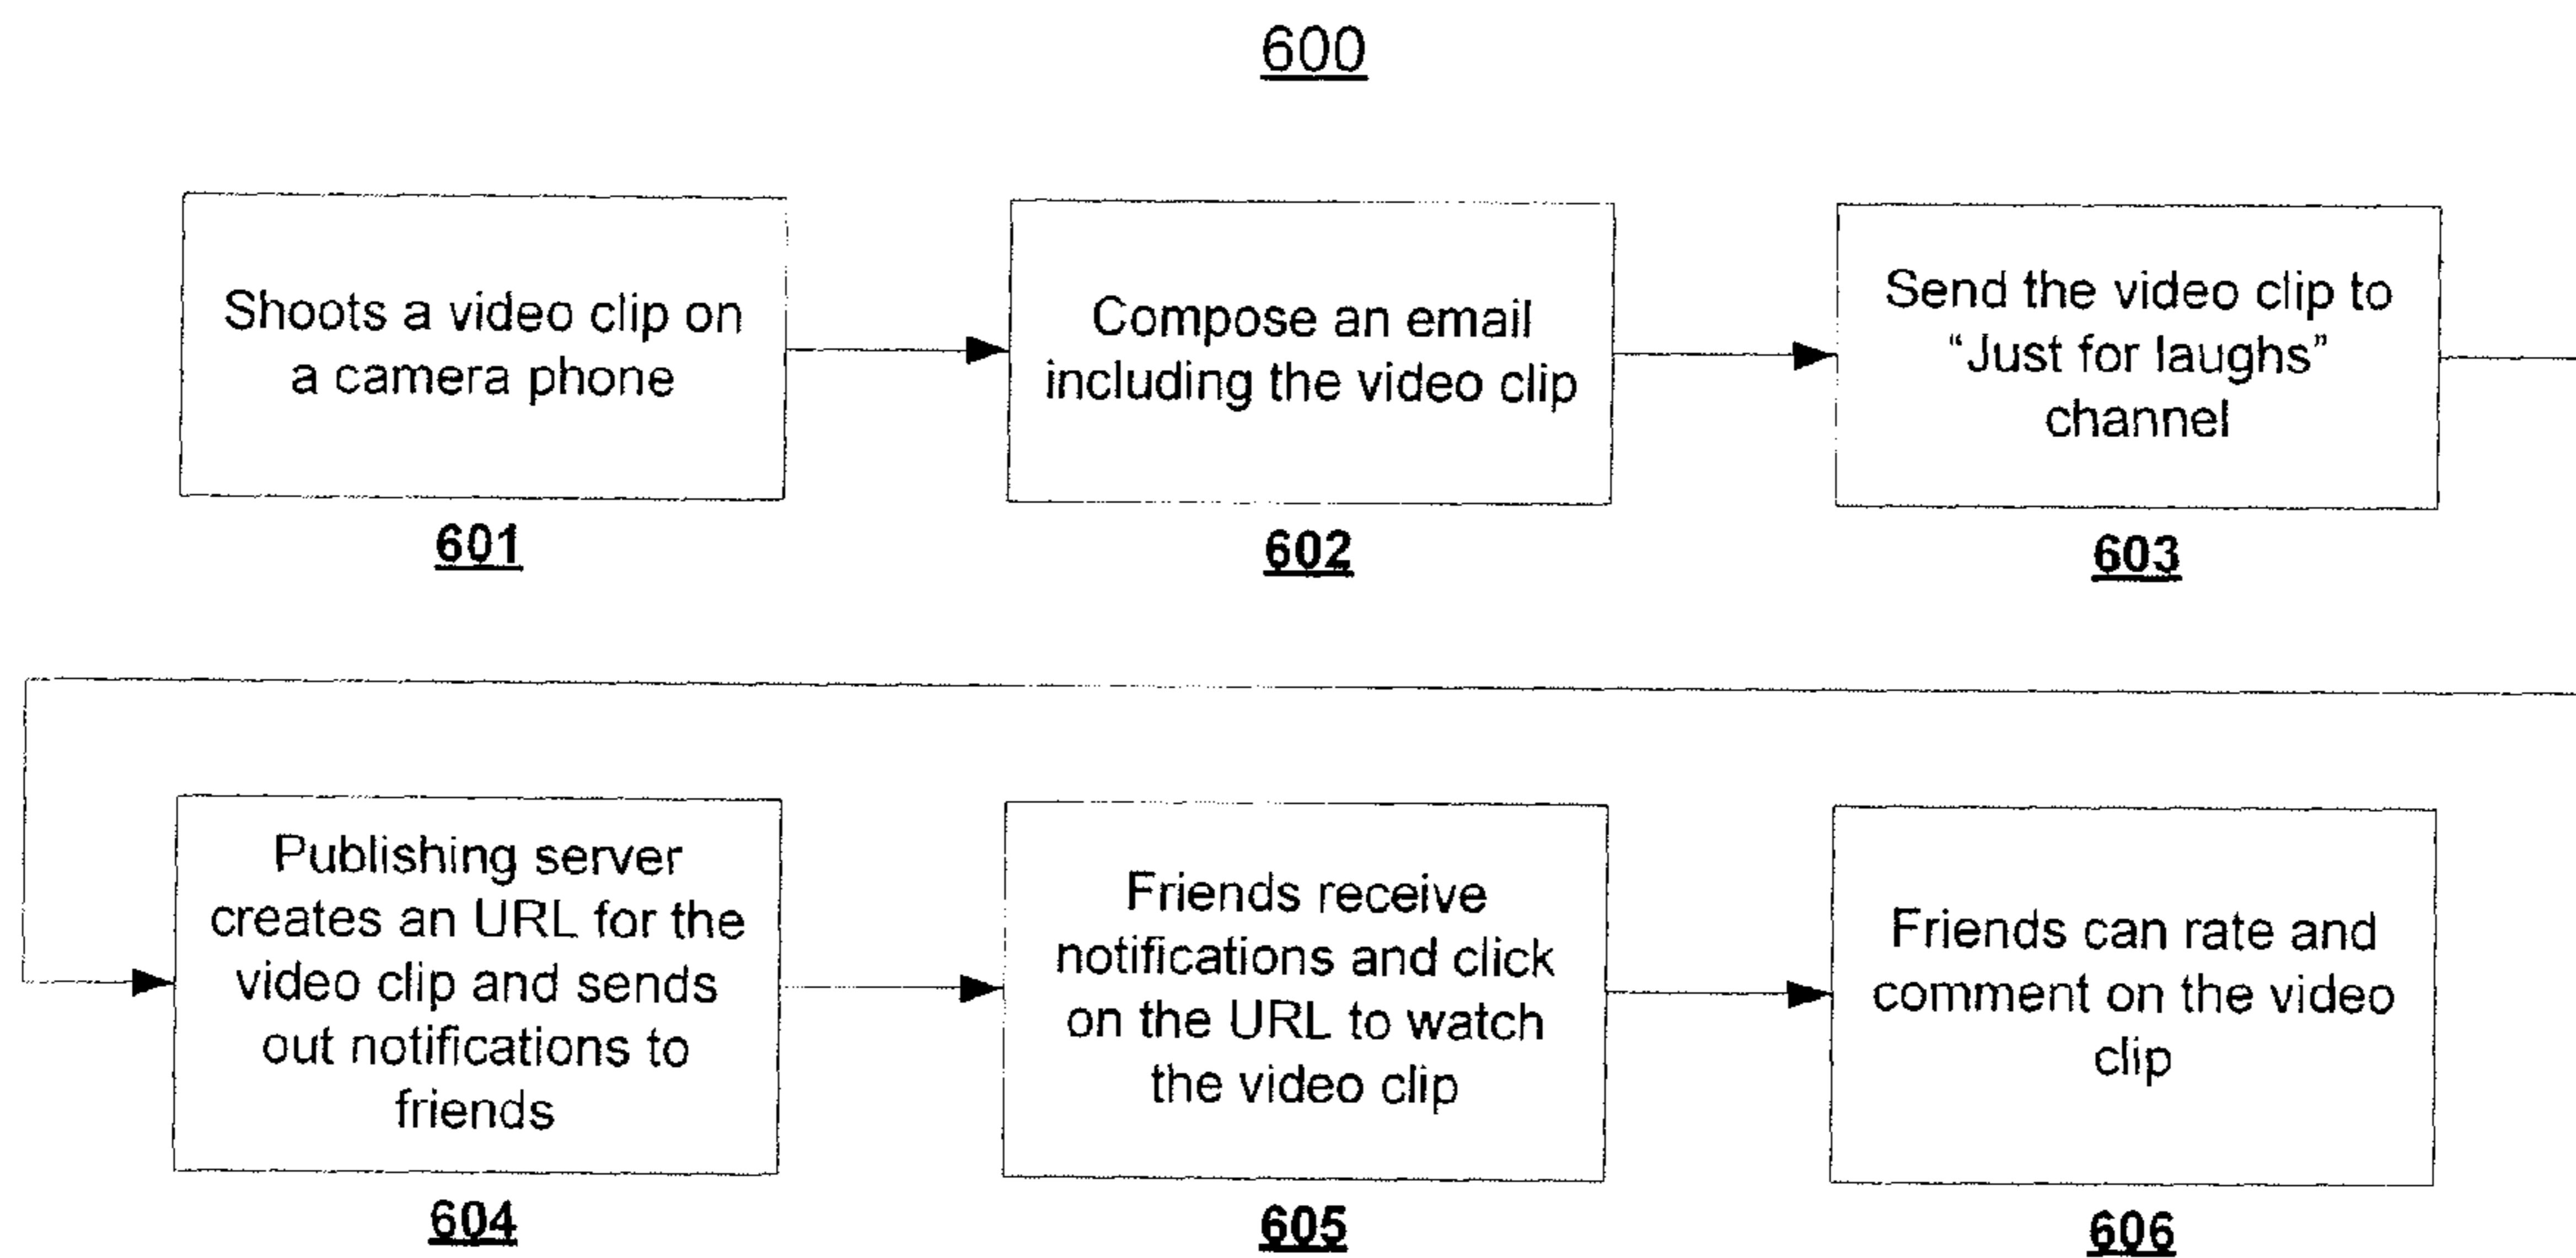 600
Shoots a video clip on
a camera phone
601
Compose an email
including the video clip
602
Send the video clip to
“Just for laughs”
channel
603
Publishing server
creates an URL for the
video clip and sends
out notifications to
friends
604
Friends receive
notifications and click
on the URL to watch
the video clip
605
Friends can rate and
comment on the video
clip
606